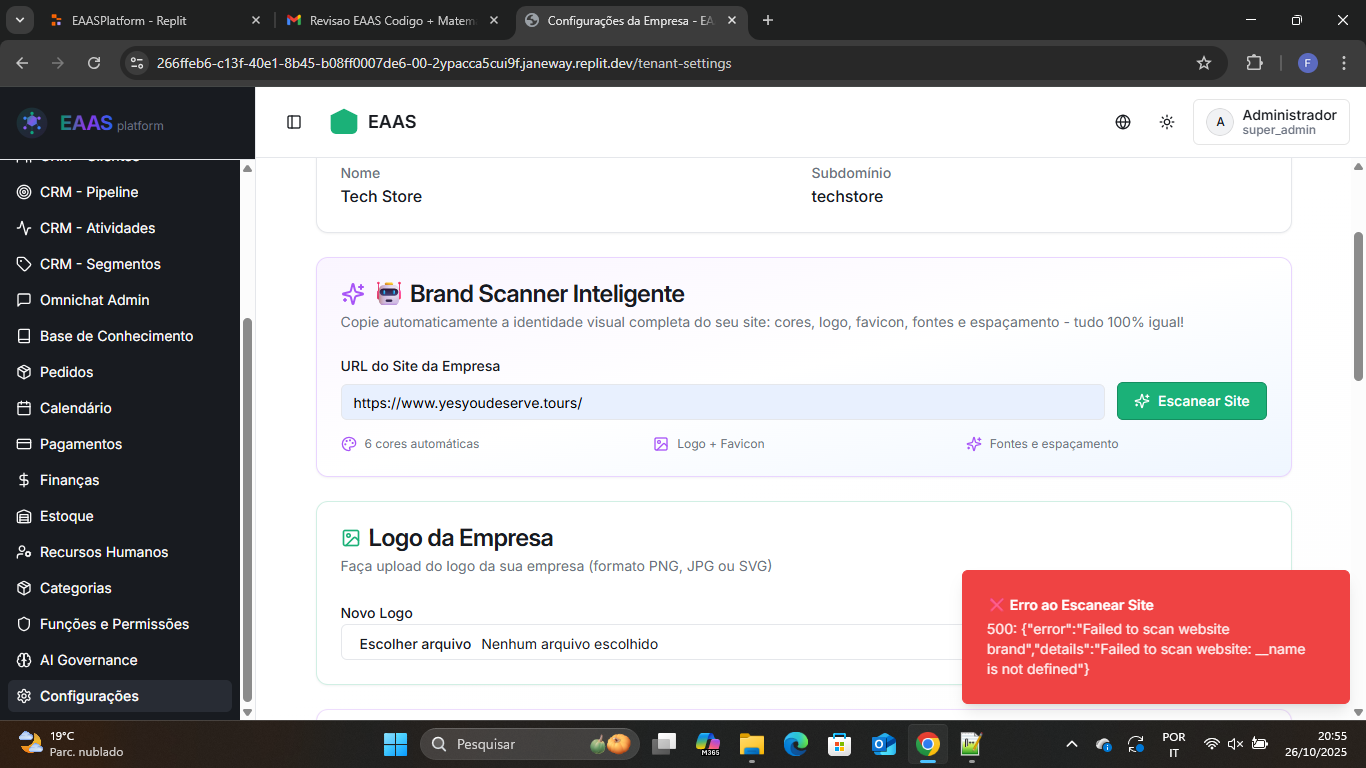 EAASPlatform - Replit
Revisao EAAS Codigo + Matem
Configurações da Empresa - EA
266ffeb6-c13f-40e1-8b45-b08ff0007de6-00-2ypacca5cui9f.janeway.replit.dev/tenant-settings
F
EAAS platform
EAAS
A
Administrador
super_admin
CRM - Clientes
CRM - Pipeline
CRM - Atividades
CRM - Segmentos
Omnichat Admin
Base de Conhecimento
Pedidos
Calendário
Pagamentos
Finanças
Estoque
Recursos Humanos
Categorias
Funções e Permissões
AI Governance
Configurações
Nome
Subdomínio
Tech Store
techstore
Brand Scanner Inteligente
Copie automaticamente a identidade visual completa do seu site: cores, logo, favicon, fontes e espaçamento - tudo 100% igual!
URL do Site da Empresa
https://www.yesyoudeserve.tours/
Escanear Site
6 cores automáticas
Logo + Favicon
Fontes e espaçamento
Logo da Empresa
Faça upload do logo da sua empresa (formato PNG, JPG ou SVG)
Novo Logo
Escolher arquivo Nenhum arquivo escolhido
Erro ao Escanear Site
500: {"error":"Failed to scan website
brand","details":"Failed to scan website: __name
is not defined"}
19°C
Parc. nublado
Pesquisar
M365
POR
IT
20:55
26/10/2025